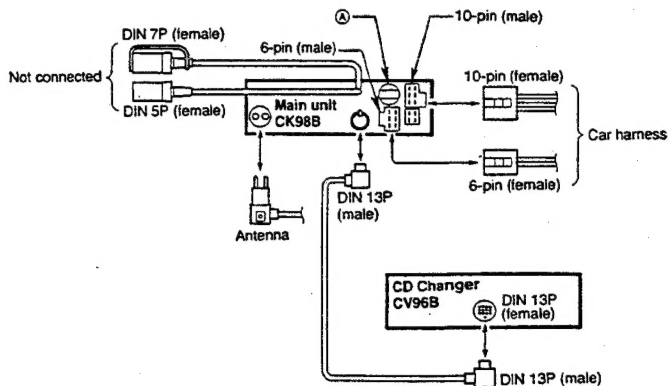 DIN 7P (female)
Ⓐ
10-pin (male)
6-pin (male)
Not connected
DIN 5P (female)
Main unit
CK98B
10-pin (female)
Car harness
6-pin (female)
DIN 13P
(male)
Antenna
CD Changer
CV96B
DIN 13P
(female)
DIN 13P (male)